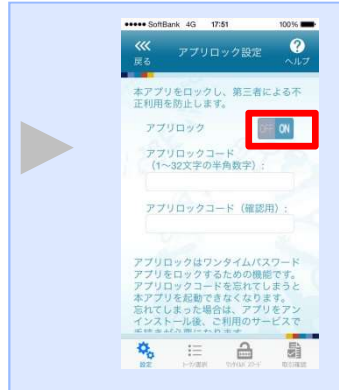 SoftBank 4G 17:51 100%
戻る アプリロック設定 ? ヘルプ
本アプリをロックし、第三者による不
正利用を防止します。
アプリロック OFF ON
アプリロックコード
(1~32文字の半角数字):
アプリロックコード(確認用):
アプリロックはワンタイムパスワード
アプリをロックするための機能です。
アプリロックコードを忘れてしまうと
本アプリを起動できなくなります。
忘れてしまった場合は、アプリをアン
インストール後、ご利用のサービスで
設定 トークン選択 取引確認